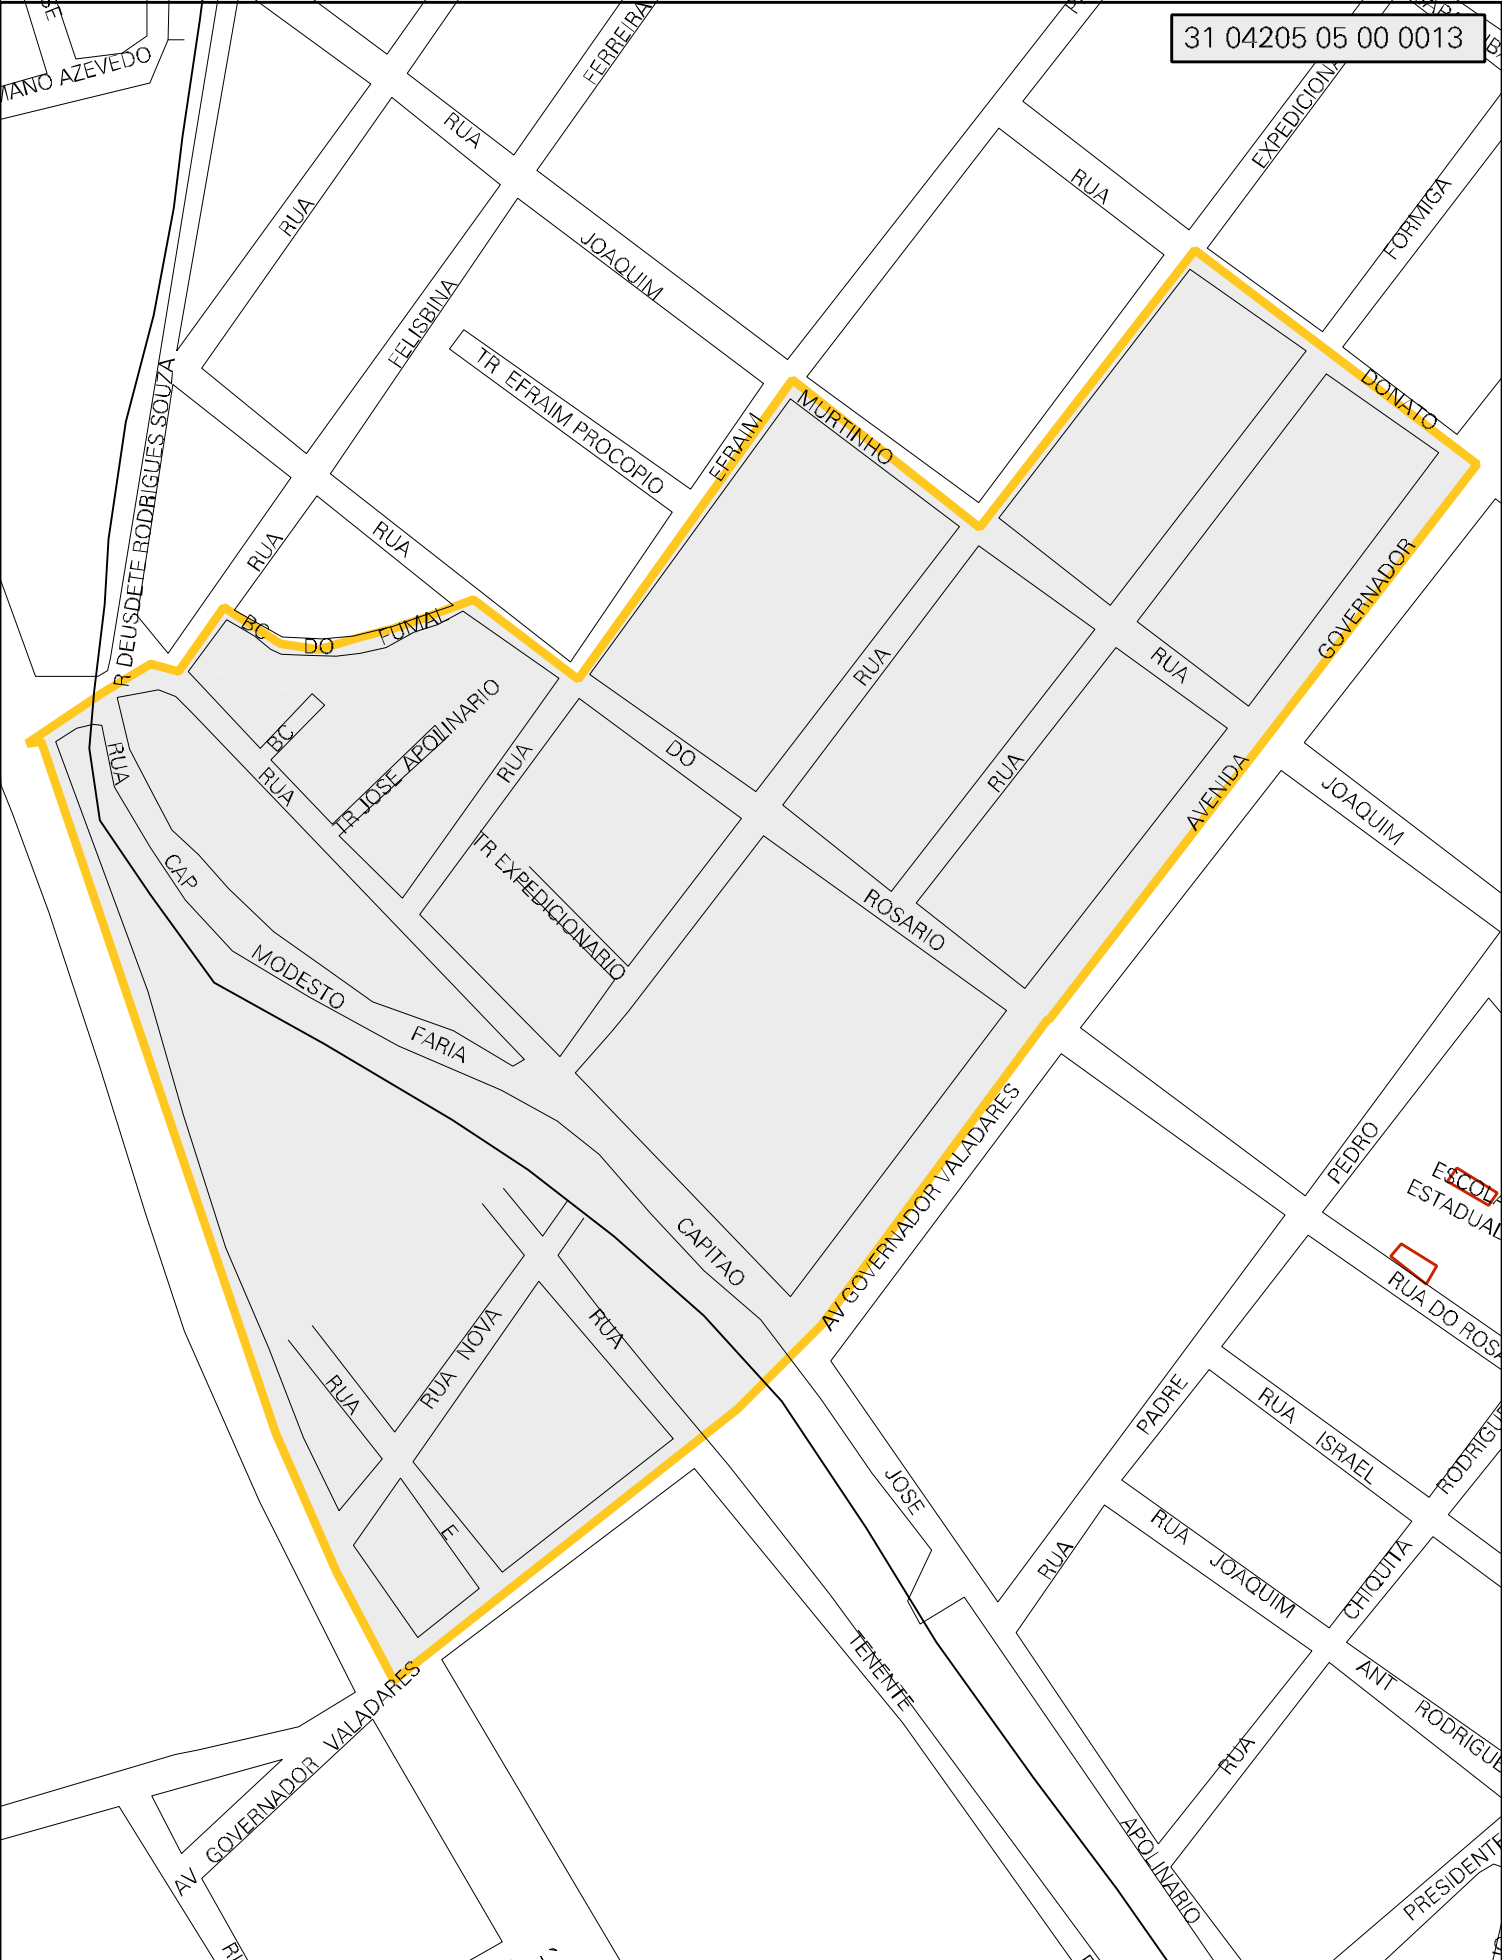 31 04205 05 00 0013
MANO AZEVEDO
FERREIRA
RUA
EXPEDICIONA
RUA
FORMIGA
RUA
JOAQUIM
FELISBINA
TR EFRAIM PROCOPIO
R DEUSDETE RODRIGUES SOUZA
EFRAIM
MURTINHO
DONATO
RUA
RUA
GOVERNADOR
BC DO FUMAL
RUA
RUA
BC
TR JOSE APOLINARIO
RUA
DO
RUA
RUA
RUA
AVENIDA
JOAQUIM
TR EXPEDICIONARIO
CAP
ROSARIO
MODESTO
FARIA
AV GOVERNADOR VALADARES
PEDRO
ESCOLA
ESTADUAL
CAPITAO
RUA DO ROSA
RUA NOVA
RUA
RUA
PADRE
RUA ISRAEL
RODRIGUE
JOSE
E
RUA
RUA JOAQUIM
CHIQUITA
TENENTE
ANT RODRIGUE
AV GOVERNADOR VALADARES
RUA
APOLINARIO
PRESIDENTE